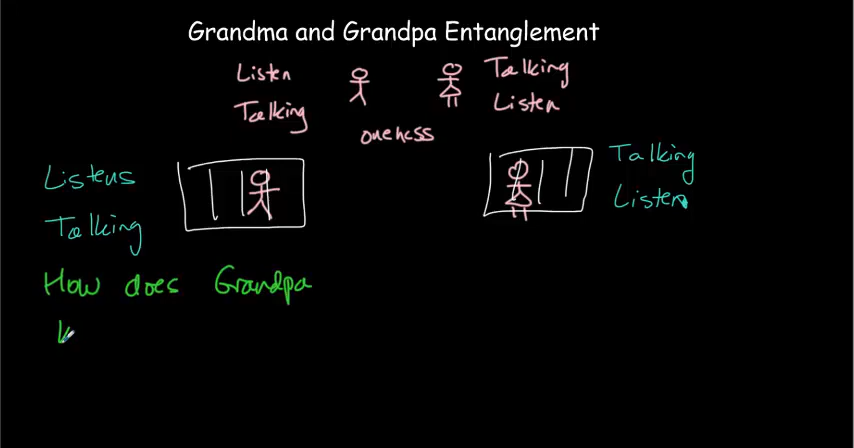 Grandma and Grandpa Entanglement
Listen
Talking
Talking
Listen
oneness
Listens
Talking
Talking
Listen
How does Grandpa